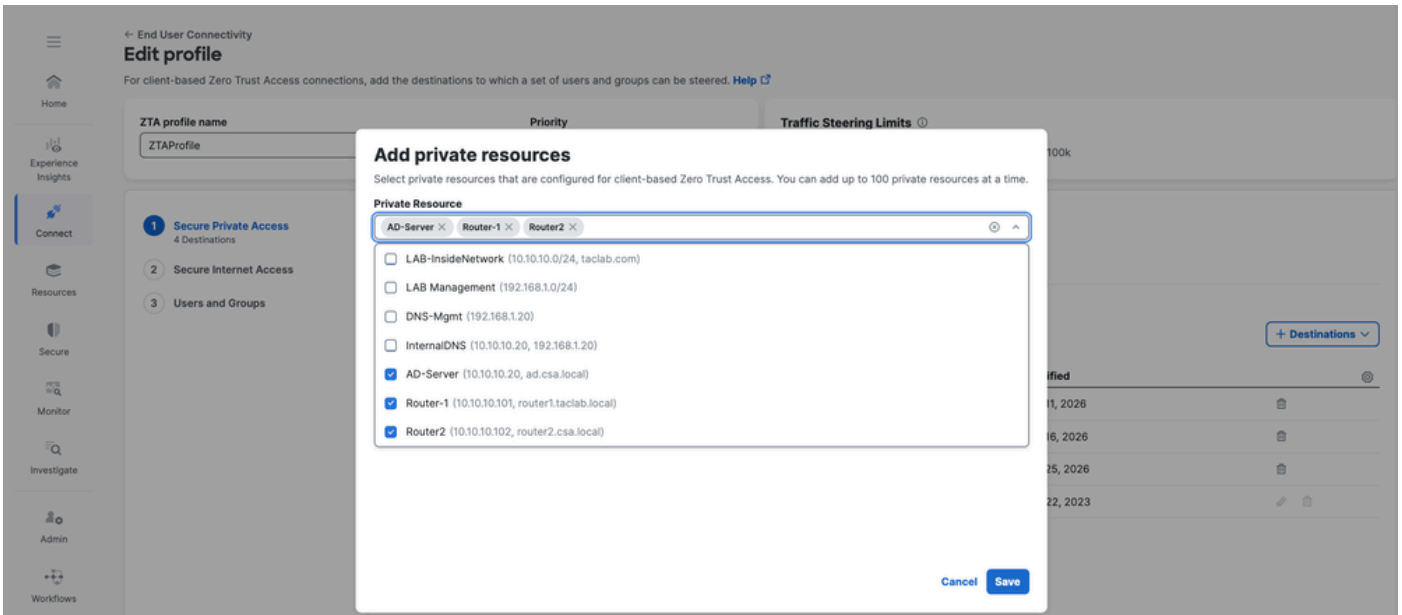 ← End User Connectivity
Edit profile
For client-based Zero Trust Access connections, add the destinations to which a set of users and groups can be steered. Help
Home
Experience
Insights
Connect
Resources
Secure
Monitor
Investigate
Admin
Workflows
ZTA profile name
ZTAProfile
Priority
Traffic Steering Limits
100k
1 Secure Private Access
4 Destinations
2 Secure Internet Access
3 Users and Groups
Add private resources
Select private resources that are configured for client-based Zero Trust Access. You can add up to 100 private resources at a time.
Private Resource
AD-Server Router-1 Router2
LAB-InsideNetwork (10.10.10.0/24, taclab.com)
LAB Management (192.168.1.0/24)
DNS-Mgmt (192.168.1.20)
InternalDNS (10.10.10.20, 192.168.1.20)
AD-Server (10.10.10.20, ad.csa.local)
Router-1 (10.10.10.101, router1.taclab.local)
Router2 (10.10.10.102, router2.csa.local)
Cancel Save
+ Destinations
ified
11, 2026
16, 2026
25, 2026
22, 2023